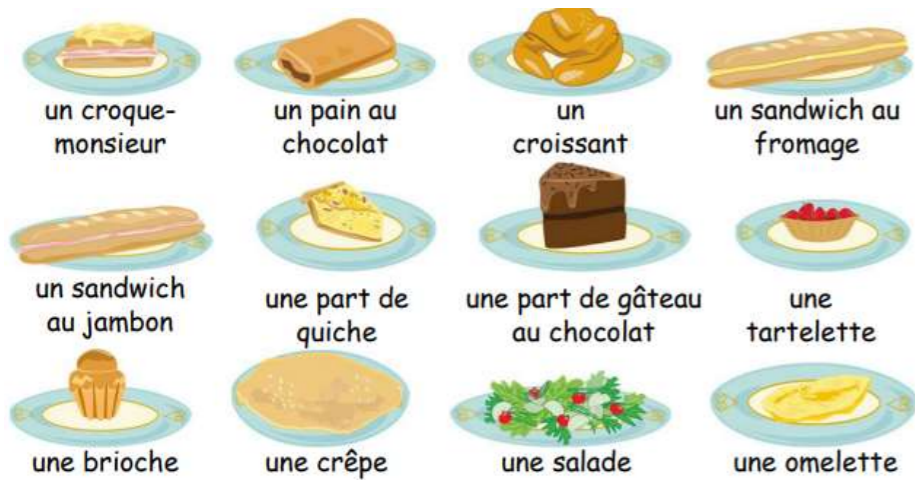 un croque-
monsieur
un pain au
chocolat
un
croissant
un sandwich au
fromage
un sandwich
au jambon
une part de
quiche
une part de gâteau
au chocolat
une
tartelette
une brioche
une crêpe
une salade
une omelette